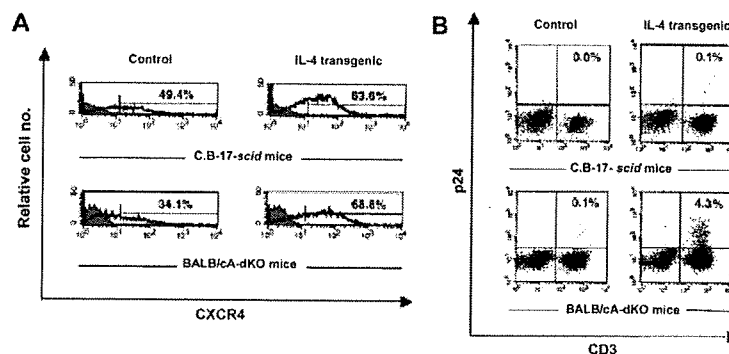 A
Control
IL-4 transgenic
49.4%
63.6%
C.B-17-scid mice
34.1%
68.8%
BALB/cA-dKO mice
Relative cell no.
CXCR4
B
Control
IL-4 transgenic
0.0%
0.1%
C.B-17- scid mice
0.1%
4.3%
BALB/cA-dKO mice
p24
CD3